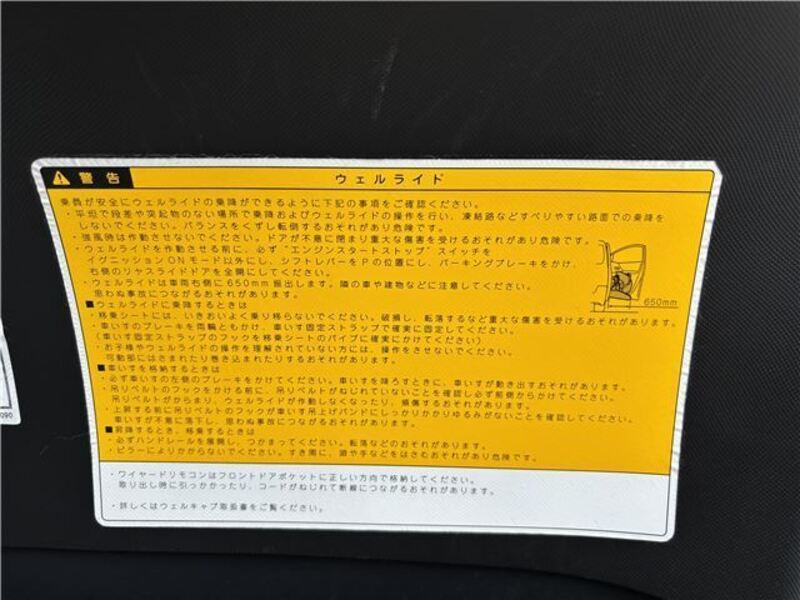 警告
ウェルライド
乗員が安全にウェルライドの乗降ができるように下記の事項をご確認ください。
・平坦で段差や突起物のない場所で乗降およびウェルライドの操作を行い、凍結路などすべりやすい路面での乗降を
しないでください。バランスをくずし転倒するおそれがあり危険です。
・強風時は作動させないでください。ドアが不意に閉まり重大な傷害を受けるおそれがあり危険です。
・ウェルライドを作動させる前に、必ず"エンジンスタートストップ"スイッチを
イグニッションONモード以外にし、シフトレバーをPの位置にし、パーキングブレーキをかけ、
右側のリヤスライドドアを全開にしてください。
・ウェルライドは車両右側に650mm振出します。隣の車や建物などに注意してください。
思わぬ事故につながるおそれがあります。
650mm
■ウェルライドに乗降するときは
・移乗シートには、いきおいよく乗り移らないでください。破損し、転落するなど重大な傷害を受けるおそれがあります。
・車いすのブレーキを両輪ともかけ、車いす固定ストラップで確実に固定してください。
（車いす固定ストラップのフックを移乗シートのパイプに確実にかけてください）
・お子様やウェルライドの操作を理解されていない方には、操作をさせないでください。
可動部にはさまれたり巻き込まれたりするおそれがあります。
■車いすを格納するときは
・必ず車いすの左側のブレーキをかけてください。車いすを降ろすときに、車いすが動き出すおそれがあります。
・吊りベルトのフックをかける前に、吊りベルトがねじれていないことを確認し必ず前側からかけてください。
吊りベルトがからまり、ウェルライドが作動しなくなったり、損傷するおそれがあります。
・上昇する前に吊りベルトのフックが車いす吊上げバンドにしっかりかかりゆるみがないことを確認してください。
車いすが不意に落下し、思わぬ事故につながるおそれがあります。
■昇降するとき、移乗するときは
・必ずハンドレールを展開し、つかまってください。転落などのおそれがあります。
・ピラーによりかからないでください。すき間に、頭や手などをはさむおそれがあり危険です。
・ワイヤードリモコンはフロントドアポケットに正しい方向で格納してください。
取り出し時に引っかかったり、コードがねじれて断線につながるおそれがあります。
・詳しくはウェルキャブ取扱書をご覧ください。
090